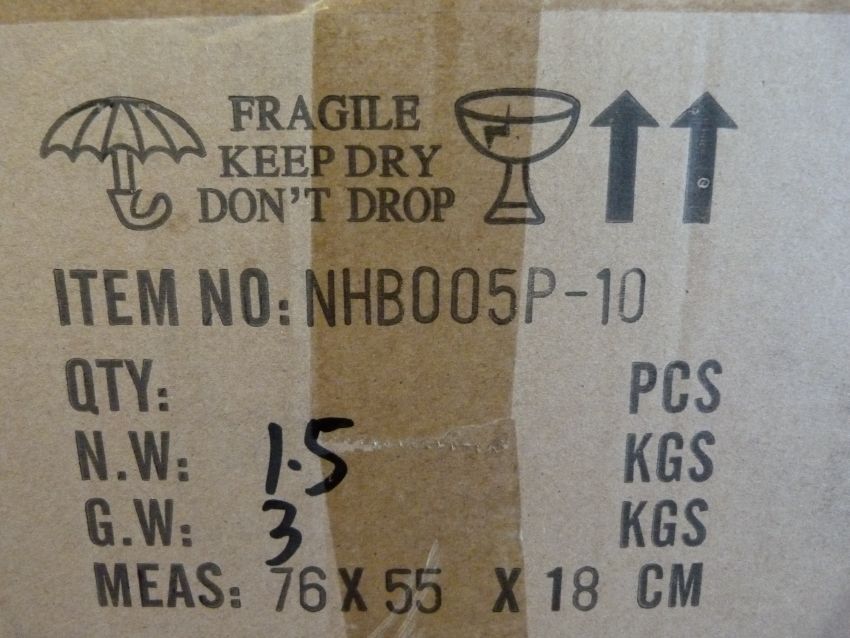 FRAGILE
KEEP DRY
DON'T DROP
ITEM NO: NHB005P-10
QTY: PCS
N.W: 1.5 KGS
G.W: 3 KGS
MEAS: 76 X 55 X 18 CM